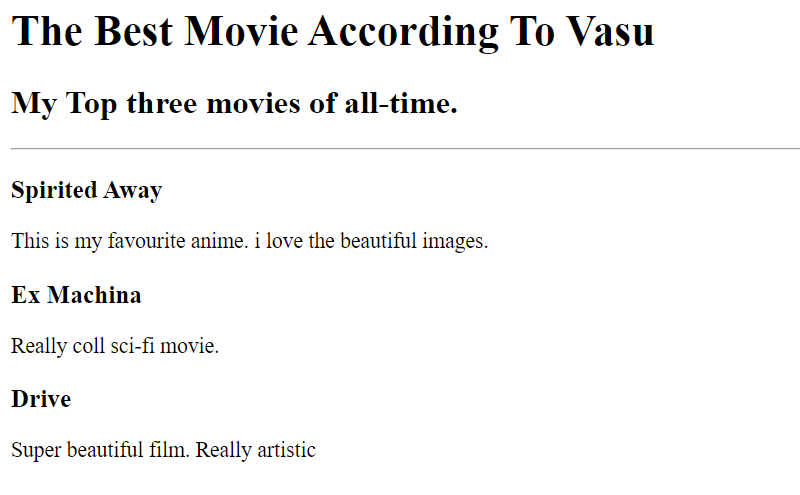 The Best Movie According To Vasu
My Top three movies of all-time.
Spirited Away
This is my favourite anime. i love the beautiful images.
Ex Machina
Really coll sci-fi movie.
Drive
Super beautiful film. Really artistic